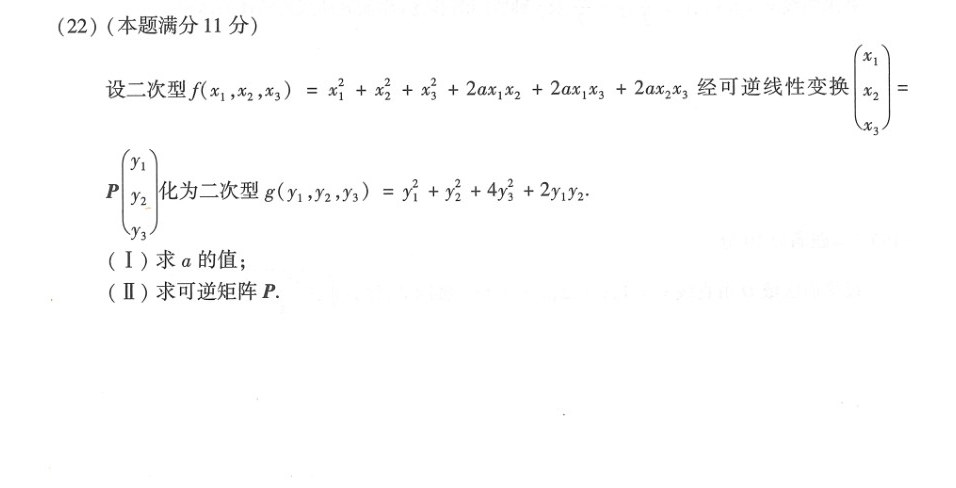 (22)(本题满分 11 分)
设二次型 f(x₁,x₂,x₃) = x₁² + x₂² + x₃² + 2ax₁x₂ + 2ax₁x₃ + 2ax₂x₃ 经可逆线性变换 (x₁ x₂ x₃) =
P (y₁ y₂ y₃) 化为二次型 g(y₁,y₂,y₃) = y₁² + y₂² + 4y₃² + 2y₁y₂.
(Ⅰ)求 a 的值;
(Ⅱ)求可逆矩阵 P.